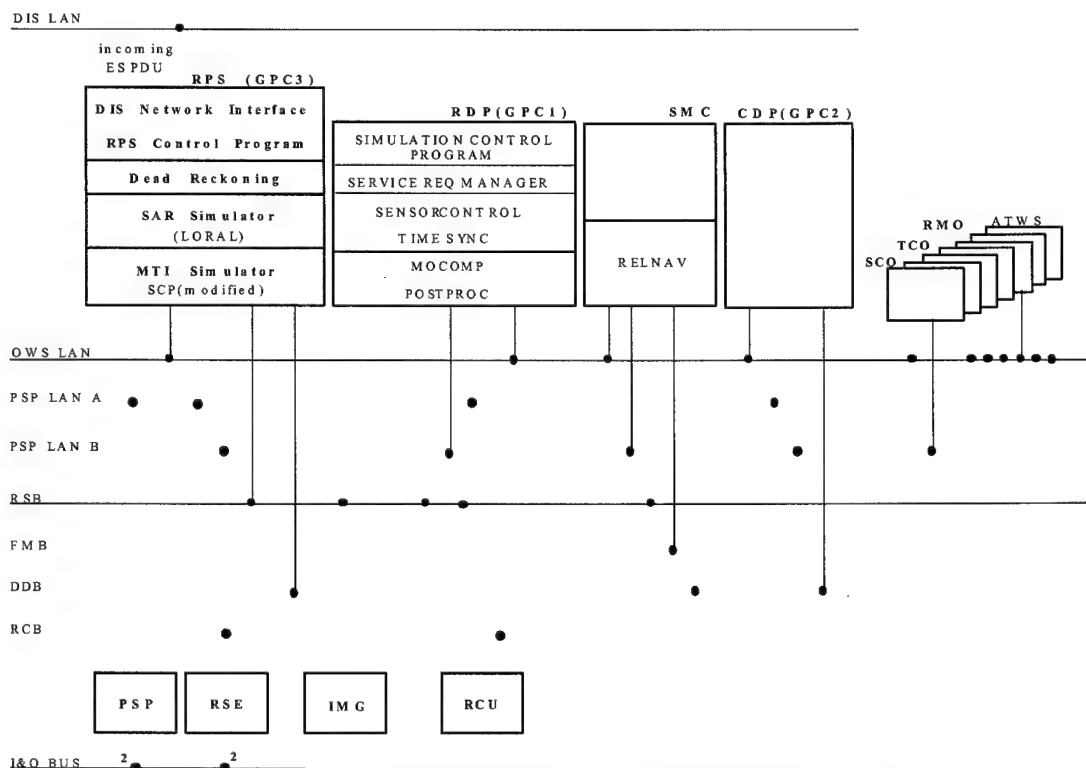 DIS LAN
incoming
ESPDU
RPS (GPC3)
DIS Network Interface
RPS Control Program
Dead Reckoning
SAR Simulator
(LORAL)
MTI Simulator
SCP(modified)
RDP(GPC1)
SIMULATION CONTROL
PROGRAM
SERVICE REQ MANAGER
SENSORCONTROL
TIME SYNC
MOCOMP
POSTPROC
SMC
RELNAV
CDP(GPC2)
SCO
TCO
RMO
ATWS
OWS LAN
PSP LAN A
PSP LAN B
RSB
FMB
DDB
RCB
PSP
RSE
IMG
RCU
I&O BUS
2
2